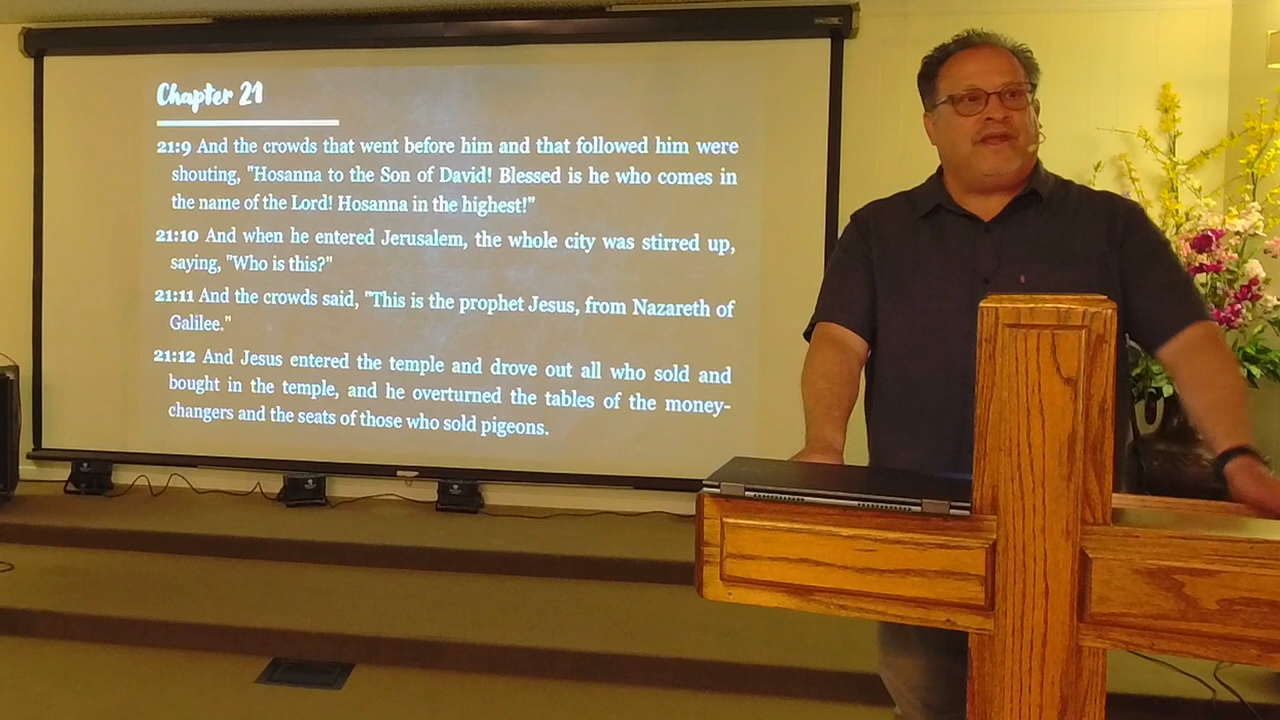 Chapter 21
21:9 And the crowds that went before him and that followed him were
shouting, "Hosanna to the Son of David! Blessed is he who comes in
the name of the Lord! Hosanna in the highest!"
21:10 And when he entered Jerusalem, the whole city was stirred up,
saying, "Who is this?"
21:11 And the crowds said, "This is the prophet Jesus, from Nazareth of
Galilee."
21:12 And Jesus entered the temple and drove out all who sold and
bought in the temple, and he overturned the tables of the money-
changers and the seats of those who sold pigeons.